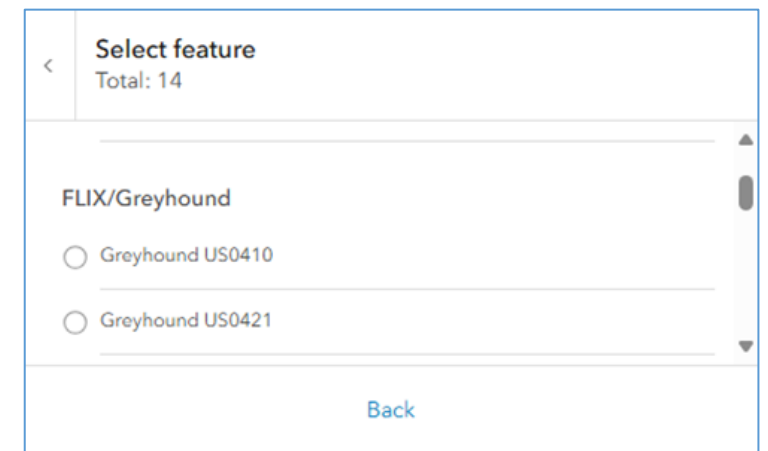 Select feature
Total: 14
FLIX/Greyhound
Greyhound US0410
Greyhound US0421
Back